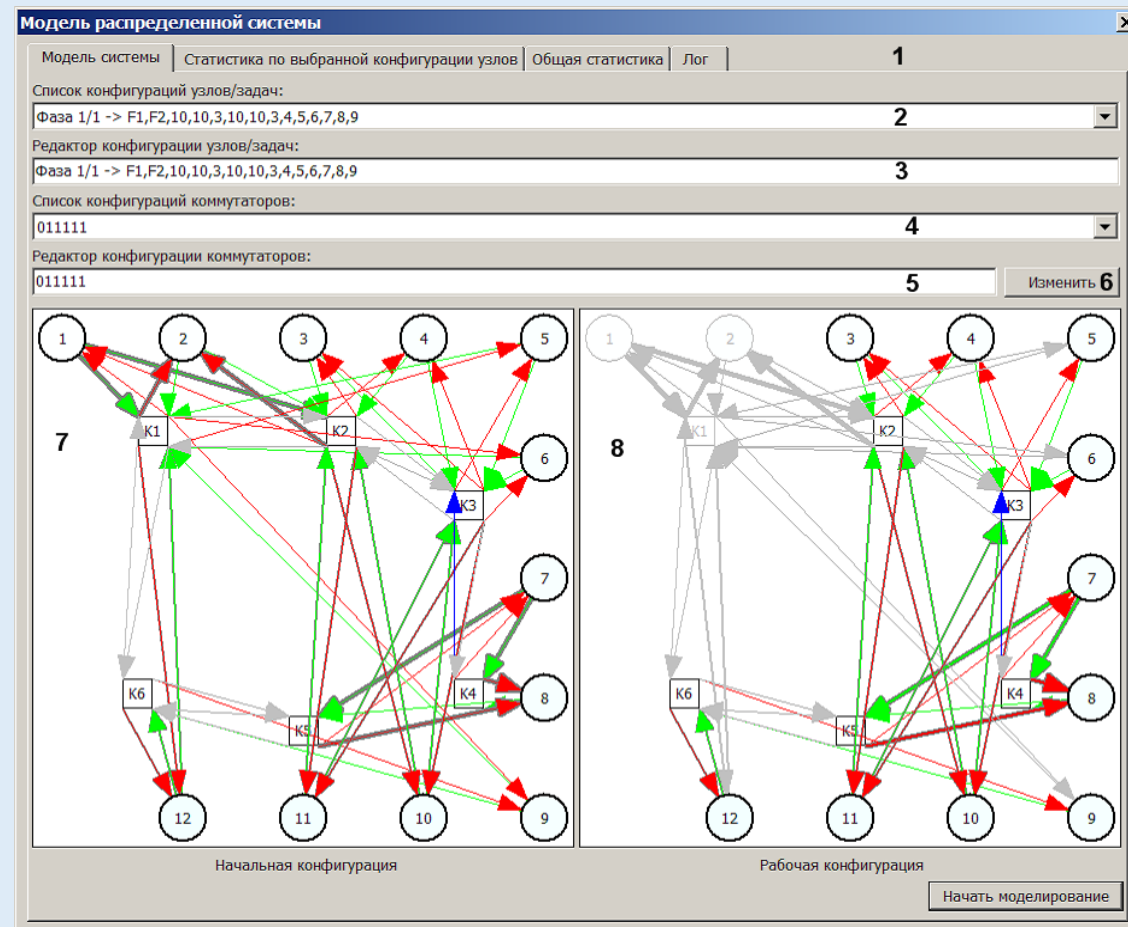 Модель распределенной системы
Модель системы Статистика по выбранной конфигурации узлов Общая статистика Лог 1
Список конфигураций узлов/задач:
Фаза 1/1 -> F1,F2,10,10,3,10,10,3,4,5,6,7,8,9 2
Редактор конфигурации узлов/задач:
Фаза 1/1 -> F1,F2,10,10,3,10,10,3,4,5,6,7,8,9 3
Список конфигураций коммутаторов:
011111 4
Редактор конфигурации коммутаторов:
011111 5 Изменить 6
1 2 3 4 5 1 2 3 4 5
7 K1 K2 8 K1 K2
6 6
K3 K3
7 7
K6 K4 8 K6 K4 8
K5 K5
12 11 10 9 12 11 10 9
Начальная конфигурация Рабочая конфигурация
Начать моделирование